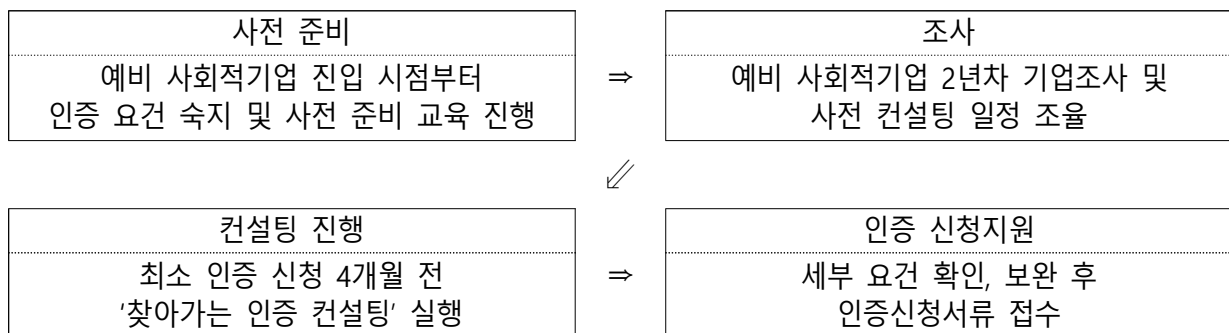 사전 준비
예비 사회적기업 진입 시점부터
인증 요건 숙지 및 사전 준비 교육 진행
⇒
조사
예비 사회적기업 2년차 기업조사 및
사전 컨설팅 일정 조율
⇙
컨설팅 진행
최소 인증 신청 4개월 전
'찾아가는 인증 컨설팅' 실행
⇒
인증 신청지원
세부 요건 확인, 보완 후
인증신청서류 접수